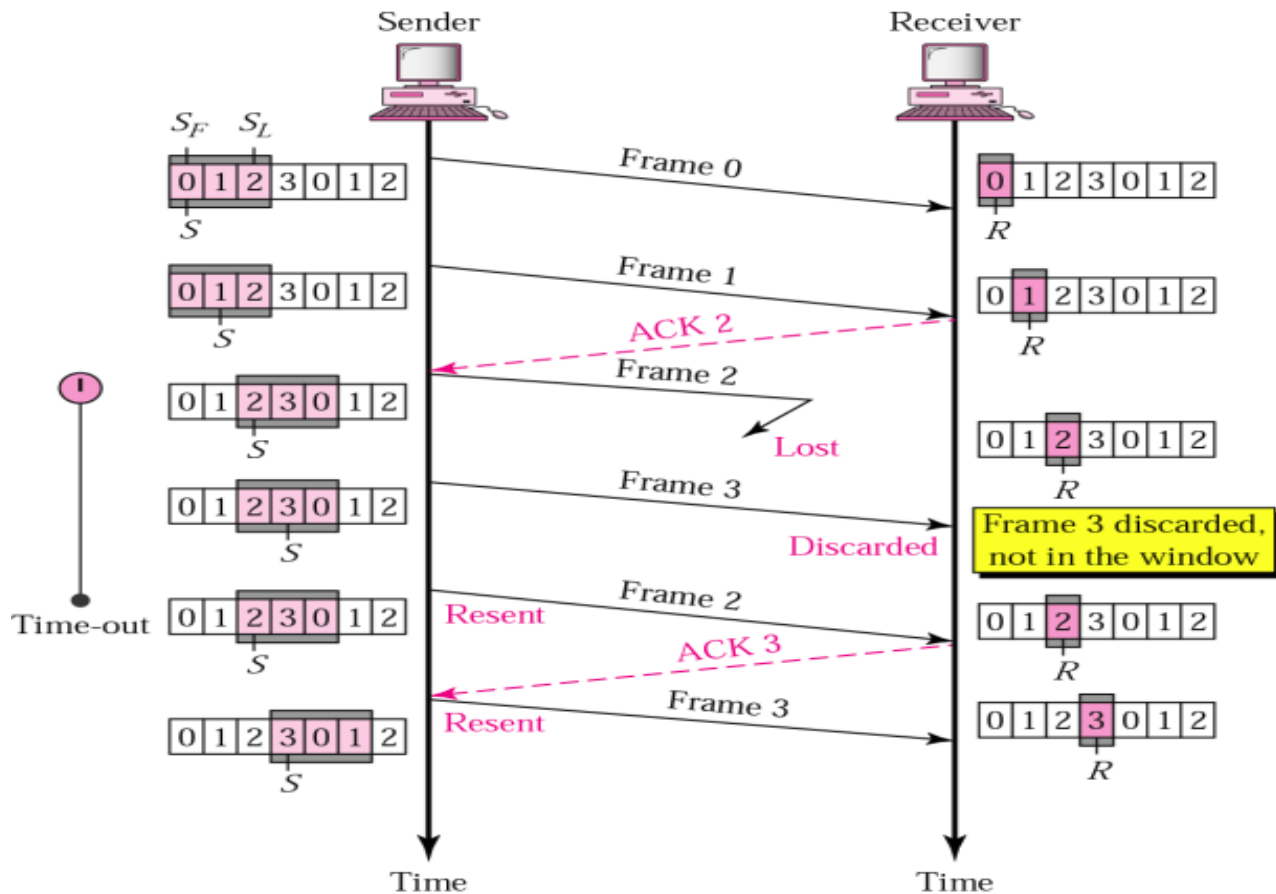 Sender
Receiver
S_F S_L
0 1 2 3 0 1 2
S
Frame 0
0 1 2 3 0 1 2
R
0 1 2 3 0 1 2
S
Frame 1
0 1 2 3 0 1 2
R
ACK 2
0 1 2 3 0 1 2
S
Frame 2
Lost
0 1 2 3 0 1 2
R
0 1 2 3 0 1 2
S
Frame 3
Discarded
Frame 3 discarded,
not in the window
Time-out
0 1 2 3 0 1 2
S
Resent
Frame 2
0 1 2 3 0 1 2
R
ACK 3
0 1 2 3 0 1 2
S
Resent
Frame 3
0 1 2 3 0 1 2
R
Time
Time